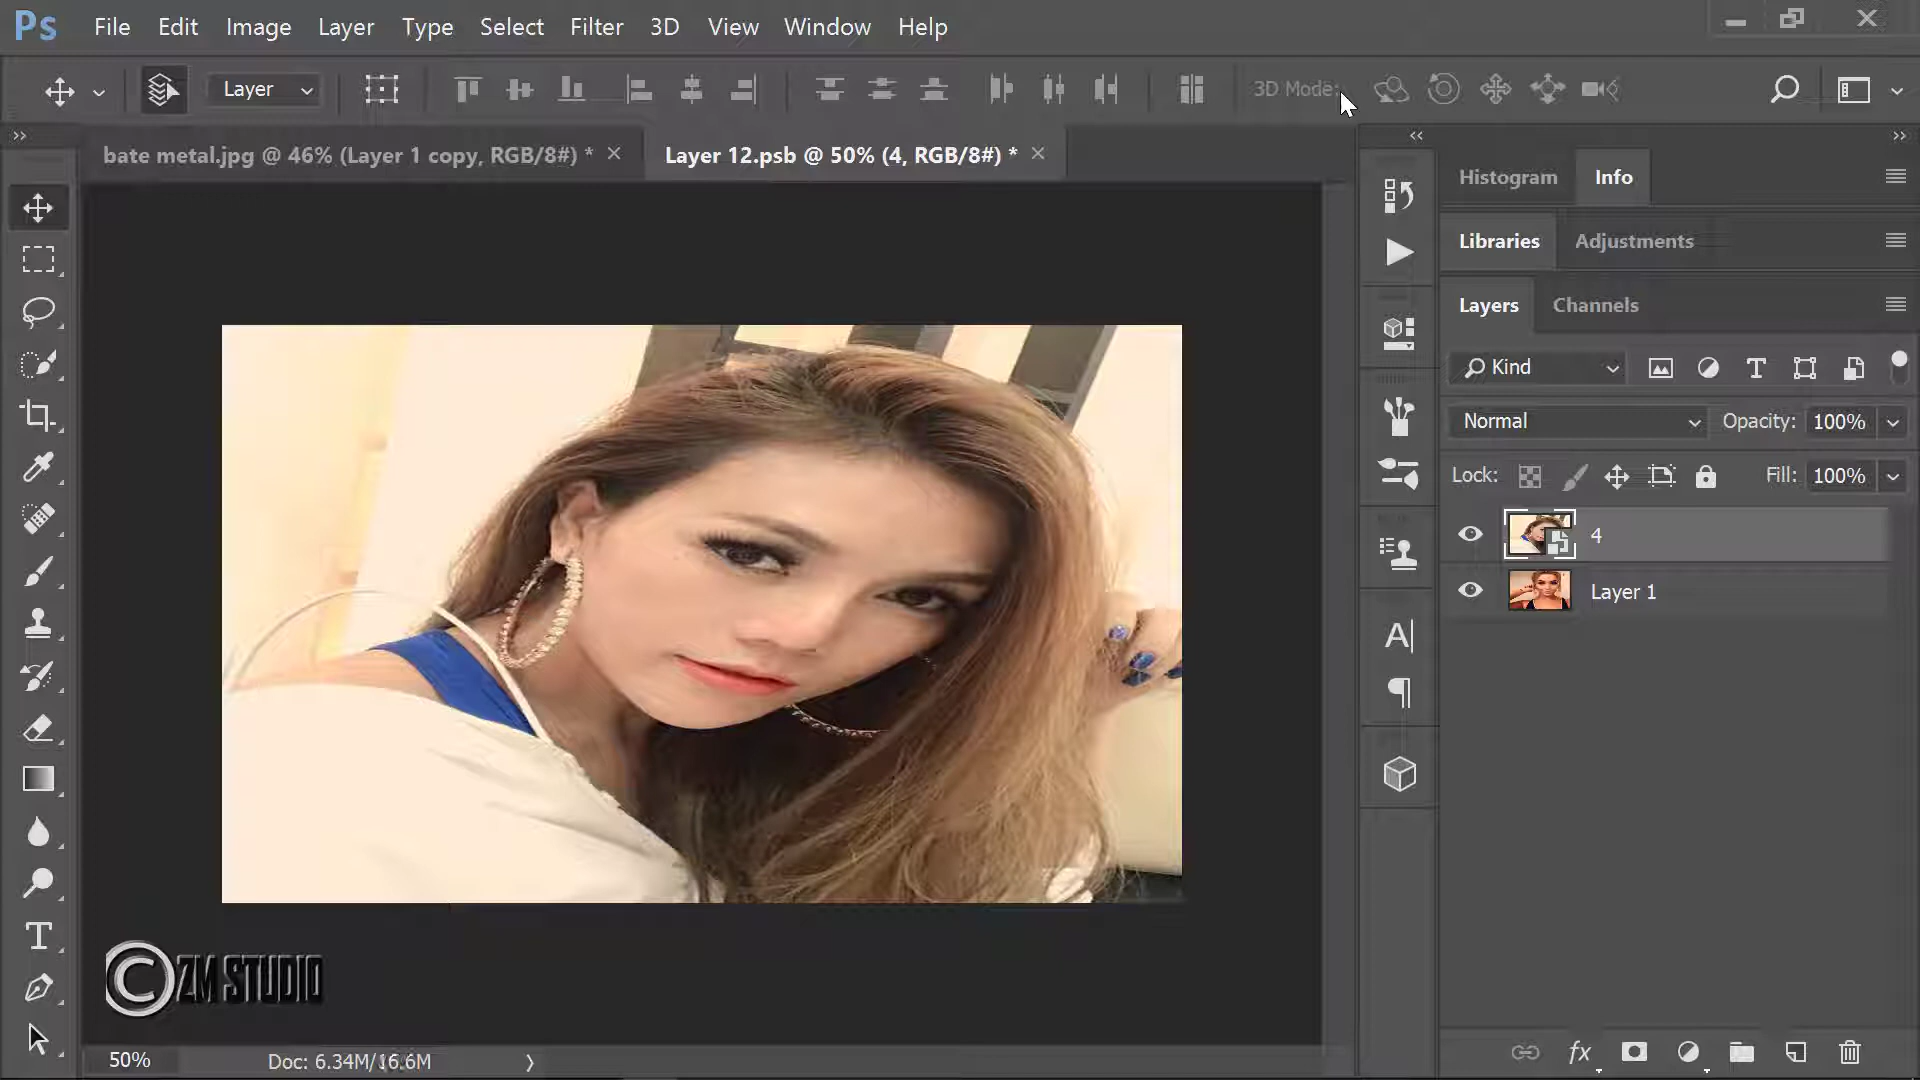 Ps File Edit Image Layer Type Select Filter 3D View Window Help
Layer 3D Mode:
bate metal.jpg @ 46% (Layer 1 copy, RGB/8#) * Layer 12.psb @ 50% (4, RGB/8#) *
Histogram Info
Libraries Adjustments
Layers Channels
Kind
Normal Opacity: 100%
Lock: Fill: 100%
4
Layer 1
©ZM STUDIO
50% Doc: 6.34M/16.6M
fx